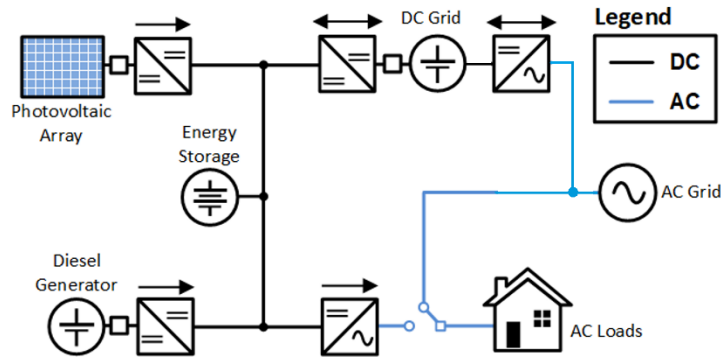 DC Grid
Legend
DC
AC
Photovoltaic
Array
Energy
Storage
AC Grid
Diesel
Generator
AC Loads